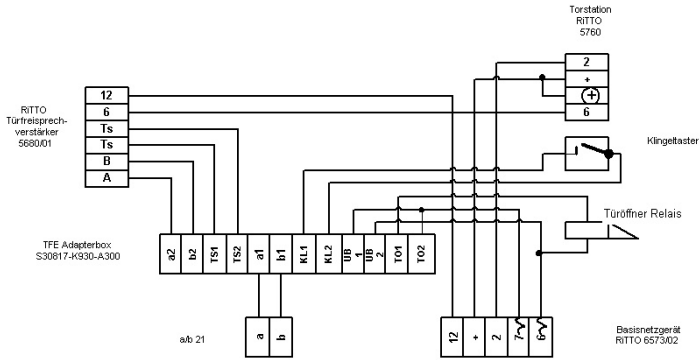 Torstation
RiTTO
5760
2
+
+
6
RiTTO
Türfreisprech-
verstärker
5680/01
12
6
Ts
Ts
B
A
Klingeltaster
Türöffner Relais
TFE Adapterbox
S30817-K930-A300
a2
b2
TS1
TS2
a1
b1
KL1
KL2
UB
1
UB
2
TO1
TO2
a/b 21
a
b
12
+
2
7~
6~
Basisnetzgerät
RiTTO 6573/02